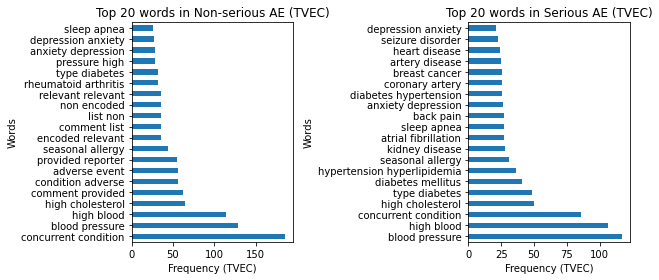 Top 20 words in Non-serious AE (TVEC)
sleep apnea
depression anxiety
anxiety depression
pressure high
type diabetes
rheumatoid arthritis
relevant relevant
non encoded
list non
comment list
encoded relevant
seasonal allergy
provided reporter
adverse event
condition adverse
comment provided
high cholesterol
high blood
blood pressure
concurrent condition
Words
0 50 100 150
Frequency (TVEC)
Top 20 words in Serious AE (TVEC)
depression anxiety
seizure disorder
heart disease
artery disease
breast cancer
coronary artery
diabetes hypertension
anxiety depression
back pain
sleep apnea
atrial fibrillation
kidney disease
seasonal allergy
hypertension hyperlipidemia
diabetes mellitus
type diabetes
high cholesterol
concurrent condition
high blood
blood pressure
Words
0 25 50 75 100
Frequency (TVEC)